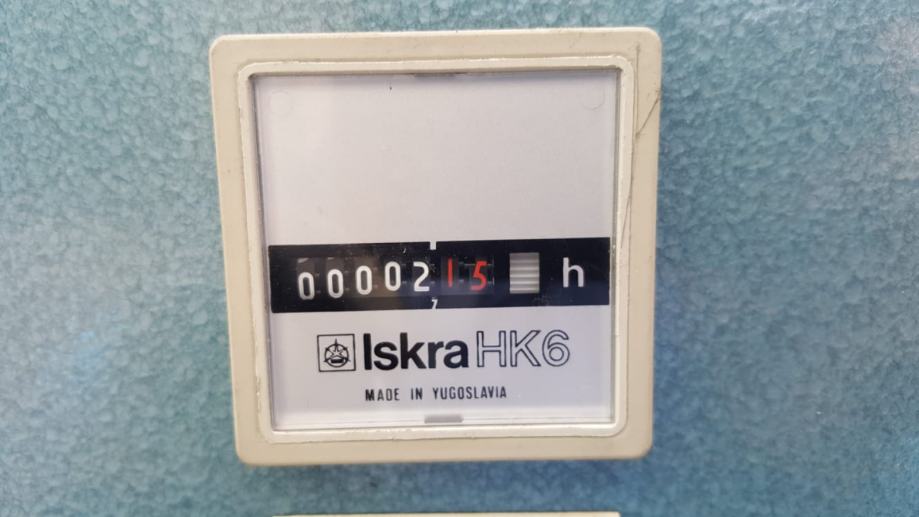 0000215 h
Iskra HK6
MADE IN YUGOSLAVIA